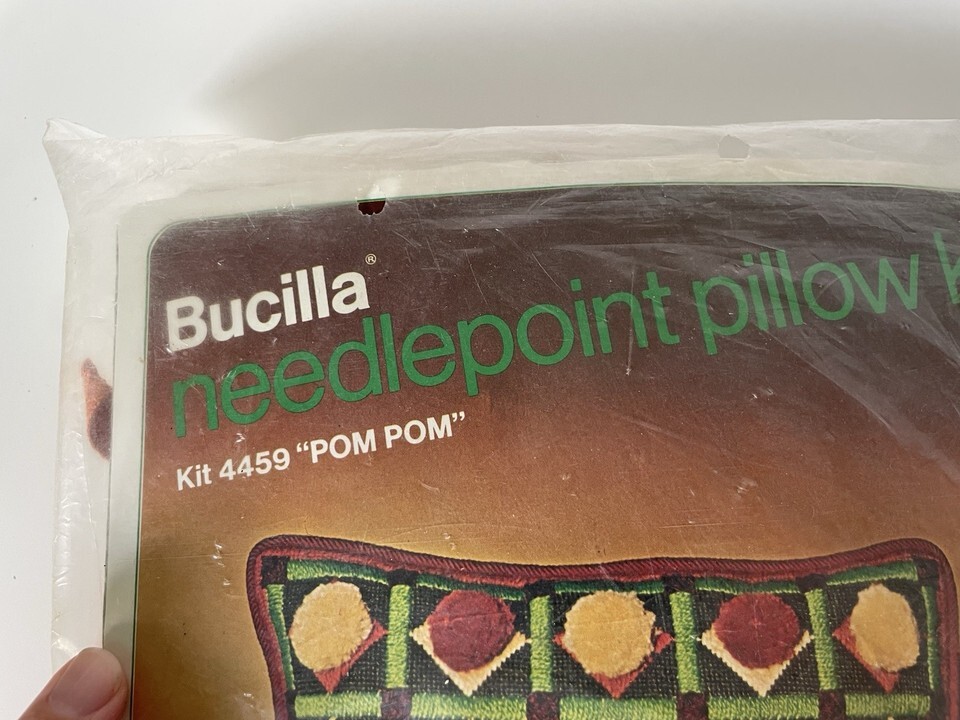 Bucilla®
needlepoint pillow k
Kit 4459 “POM POM”